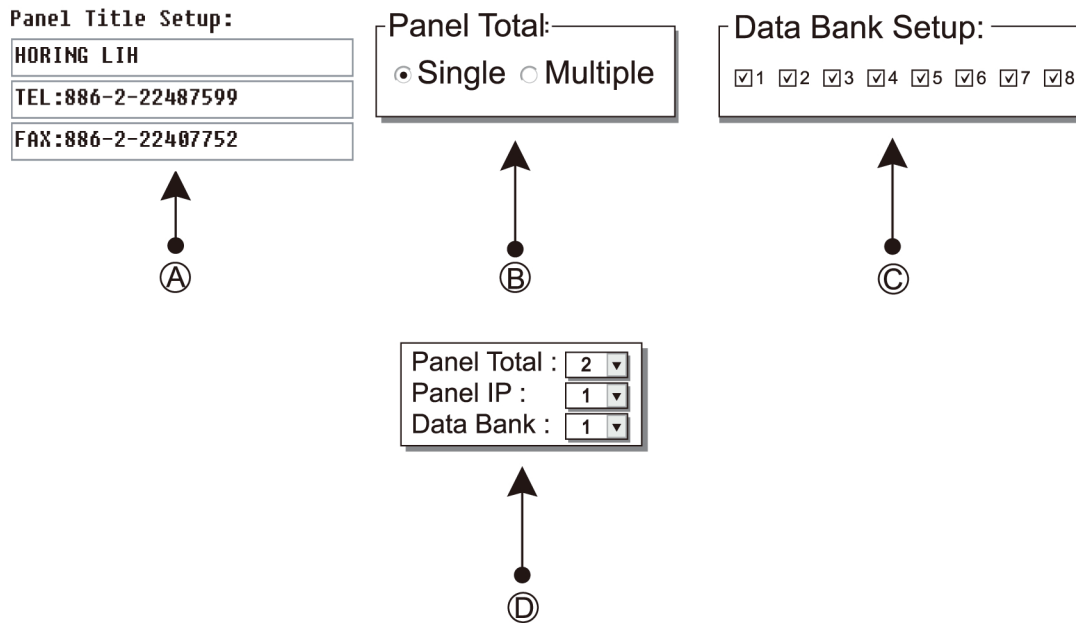 Panel Title Setup:
HORING LIH
TEL:886-2-22487599
FAX:886-2-22407752
A
Panel Total:
Single Multiple
B
Data Bank Setup:
1 2 3 4 5 6 7 8
C
Panel Total : 2
Panel IP : 1
Data Bank : 1
D